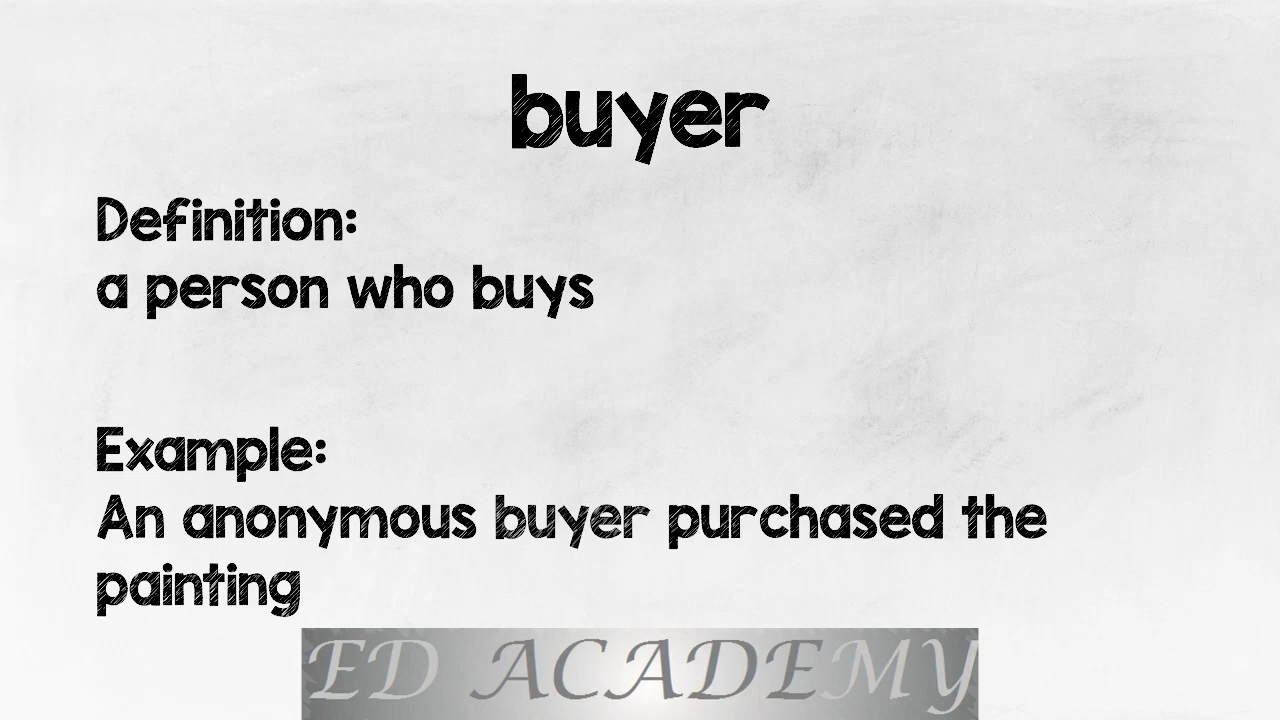 buyer
Definition:
a person who buys
Example:
An anonymous buyer purchased the
painting
ED ACADEMY